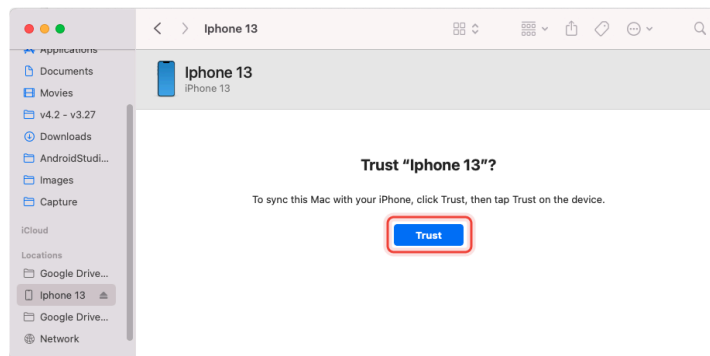 Iphone 13
Applications
Documents
Movies
v4.2 - v3.27
Downloads
AndroidStudi...
Images
Capture
iCloud
Locations
Google Drive...
Iphone 13
Google Drive...
Network
Iphone 13
iPhone 13
Trust “Iphone 13”?
To sync this Mac with your iPhone, click Trust, then tap Trust on the device.
Trust